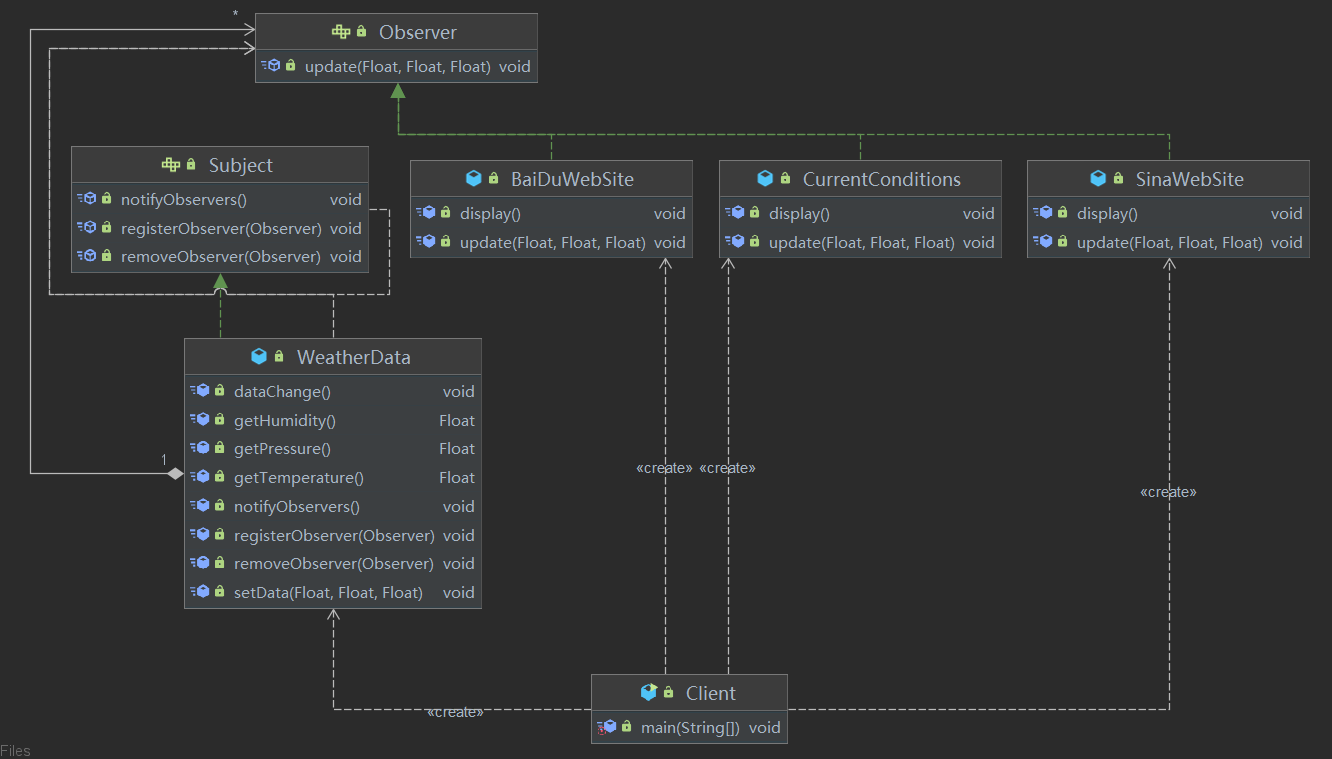 *
Observer
update(Float, Float, Float) void
Subject
notifyObservers() void
registerObserver(Observer) void
removeObserver(Observer) void
BaiDuWebSite
display() void
update(Float, Float, Float) void
CurrentConditions
display() void
update(Float, Float, Float) void
SinaWebSite
display() void
update(Float, Float, Float) void
WeatherData
dataChange() void
getHumidity() Float
getPressure() Float
1
getTemperature() Float
notifyObservers() void
registerObserver(Observer) void
removeObserver(Observer) void
setData(Float, Float, Float) void
«create» «create»
«create»
«create»
Client
main(String[]) void
Files